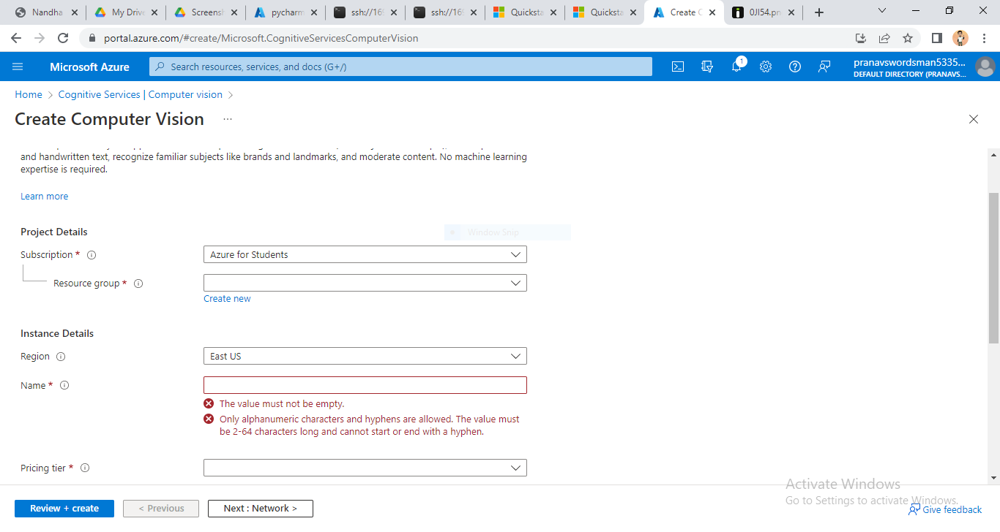 Nandha
My Drive
Screensh
pycharm
ssh://169
ssh://169
Quicksta
Quicksta
Create C
0JI54.pn
portal.azure.com/#create/Microsoft.CognitiveServicesComputerVision
Microsoft Azure
Search resources, services, and docs (G+/)
1
pranavswordsman5335...
DEFAULT DIRECTORY (PRANAVS...
Home > Cognitive Services | Computer vision >
Create Computer Vision ...
and handwritten text, recognize familiar subjects like brands and landmarks, and moderate content. No machine learning
expertise is required.
Learn more
Project Details
Window Snip
Subscription *
Azure for Students
Resource group *
Create new
Instance Details
Region
East US
Name *
The value must not be empty.
Only alphanumeric characters and hyphens are allowed. The value must
be 2-64 characters long and cannot start or end with a hyphen.
Pricing tier *
Activate Windows
Go to Settings to activate Windows.
Review + create
< Previous
Next : Network >
Give feedback